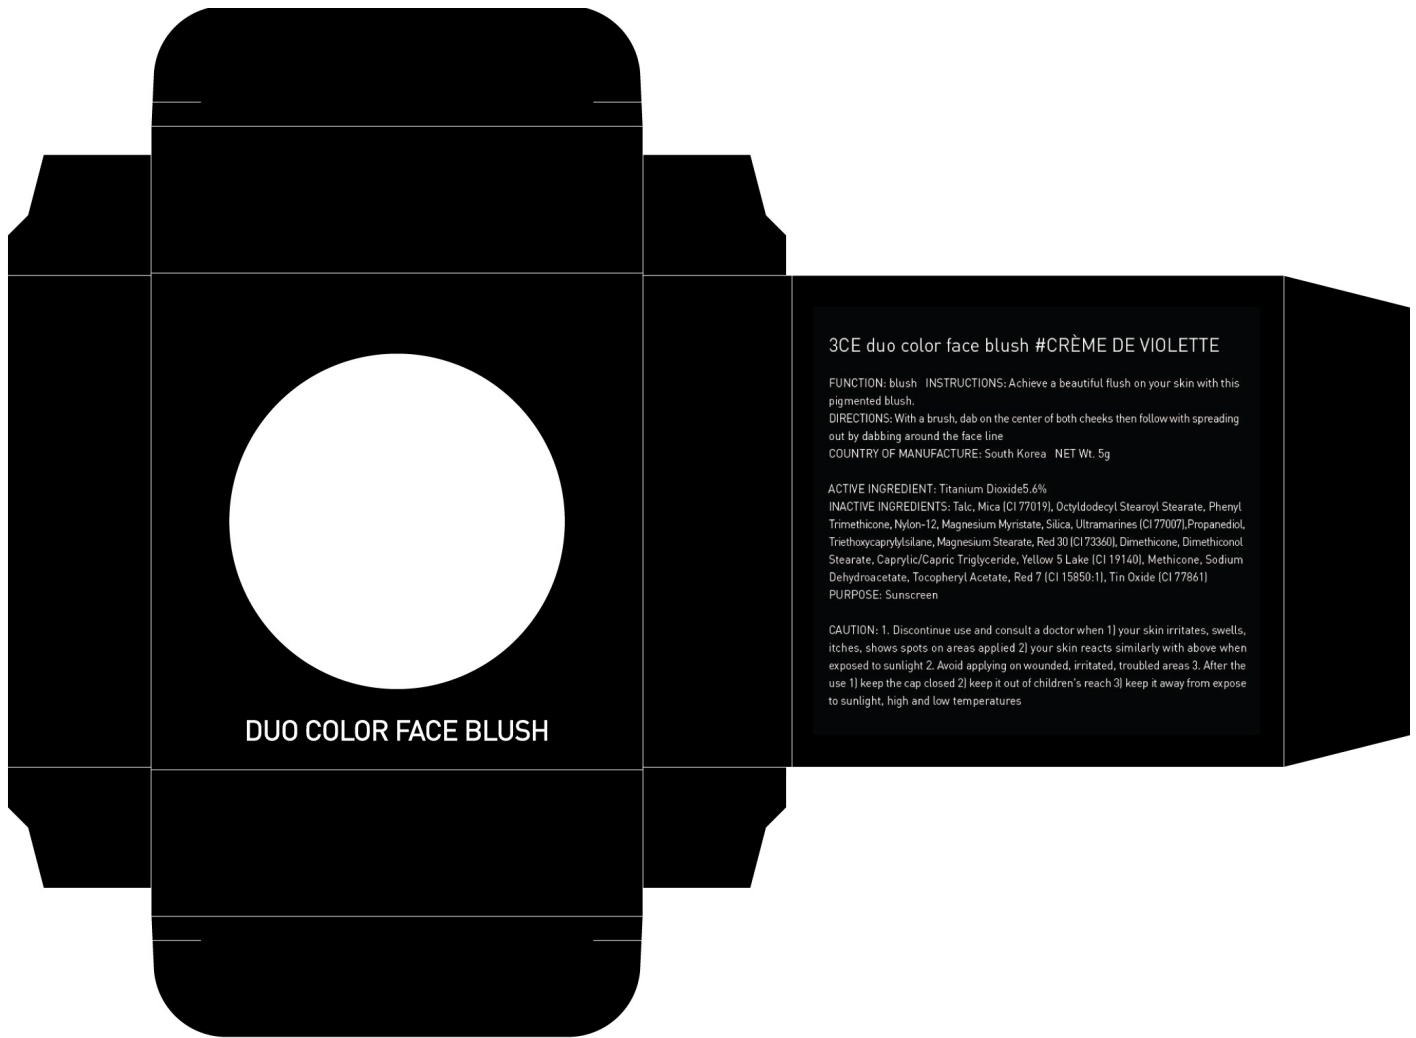 DUO COLOR FACE BLUSH
3CE duo color face blush #CRÈME DE VIOLETTE
FUNCTION: blush INSTRUCTIONS: Achieve a beautiful flush on your skin with this
pigmented blush.
DIRECTIONS: With a brush, dab on the center of both cheeks then follow with spreading
out by dabbing around the face line
COUNTRY OF MANUFACTURE: South Korea NET Wt. 5g
ACTIVE INGREDIENT: Titanium Dioxide5.6%
INACTIVE INGREDIENTS: Talc, Mica (CI 77019), Octyldodecyl Stearoyl Stearate, Phenyl
Trimethicone, Nylon-12, Magnesium Myristate, Silica, Ultramarines (CI 77007),Propanediol,
Triethoxycaprylylsilane, Magnesium Stearate, Red 30 (CI 73360), Dimethicone, Dimethiconol
Stearate, Caprylic/Capric Triglyceride, Yellow 5 Lake (CI 19140), Methicone, Sodium
Dehydroacetate, Tocopheryl Acetate, Red 7 (CI 15850:1), Tin Oxide (CI 77861)
PURPOSE: Sunscreen
CAUTION: 1. Discontinue use and consult a doctor when 1) your skin irritates, swells,
itches, shows spots on areas applied 2) your skin reacts similarly with above when
exposed to sunlight 2. Avoid applying on wounded, irritated, troubled areas 3. After the
use 1) keep the cap closed 2) keep it out of children's reach 3) keep it away from expose
to sunlight, high and low temperatures